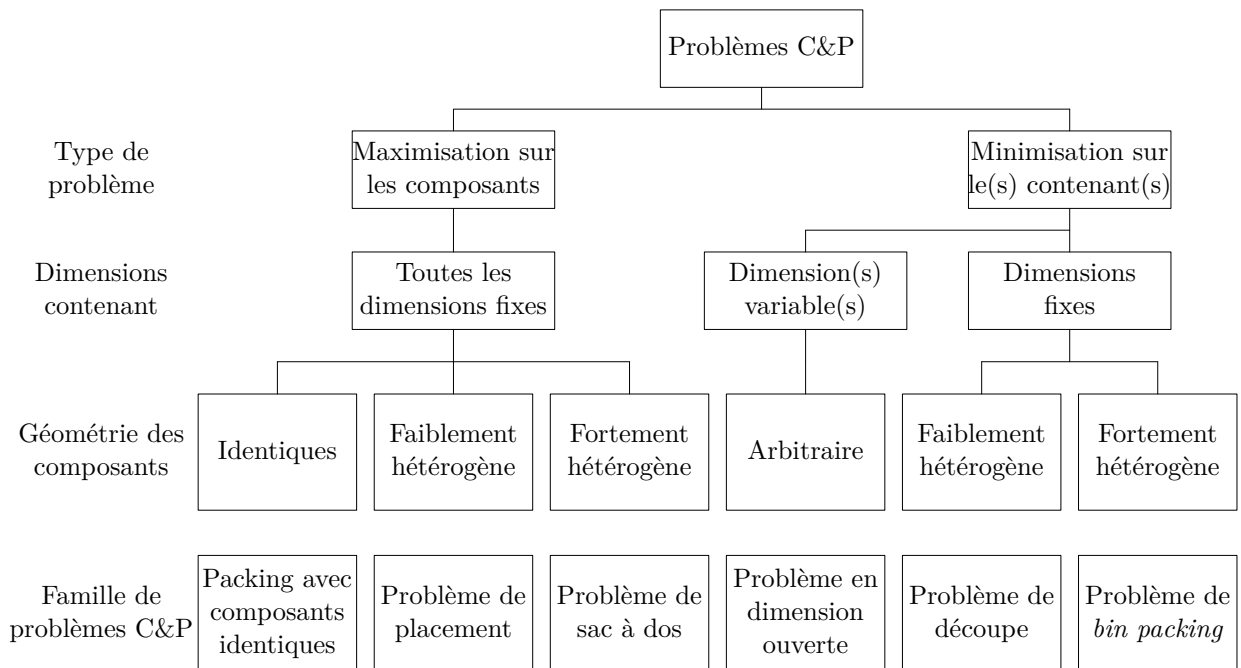 Problèmes C&P
Type de
problème
Maximisation sur
les composants
Minimisation sur
le(s) contenant(s)
Dimensions
contenant
Toutes les
dimensions fixes
Dimension(s)
variable(s)
Dimensions
fixes
Géométrie des
composants
Identiques
Faiblement
hétérogène
Fortement
hétérogène
Arbitraire
Faiblement
hétérogène
Fortement
hétérogène
Famille de
problèmes C&P
Packing avec
composants
identiques
Problème de
placement
Problème de
sac à dos
Problème en
dimension
ouverte
Problème de
découpe
Problème de
bin packing